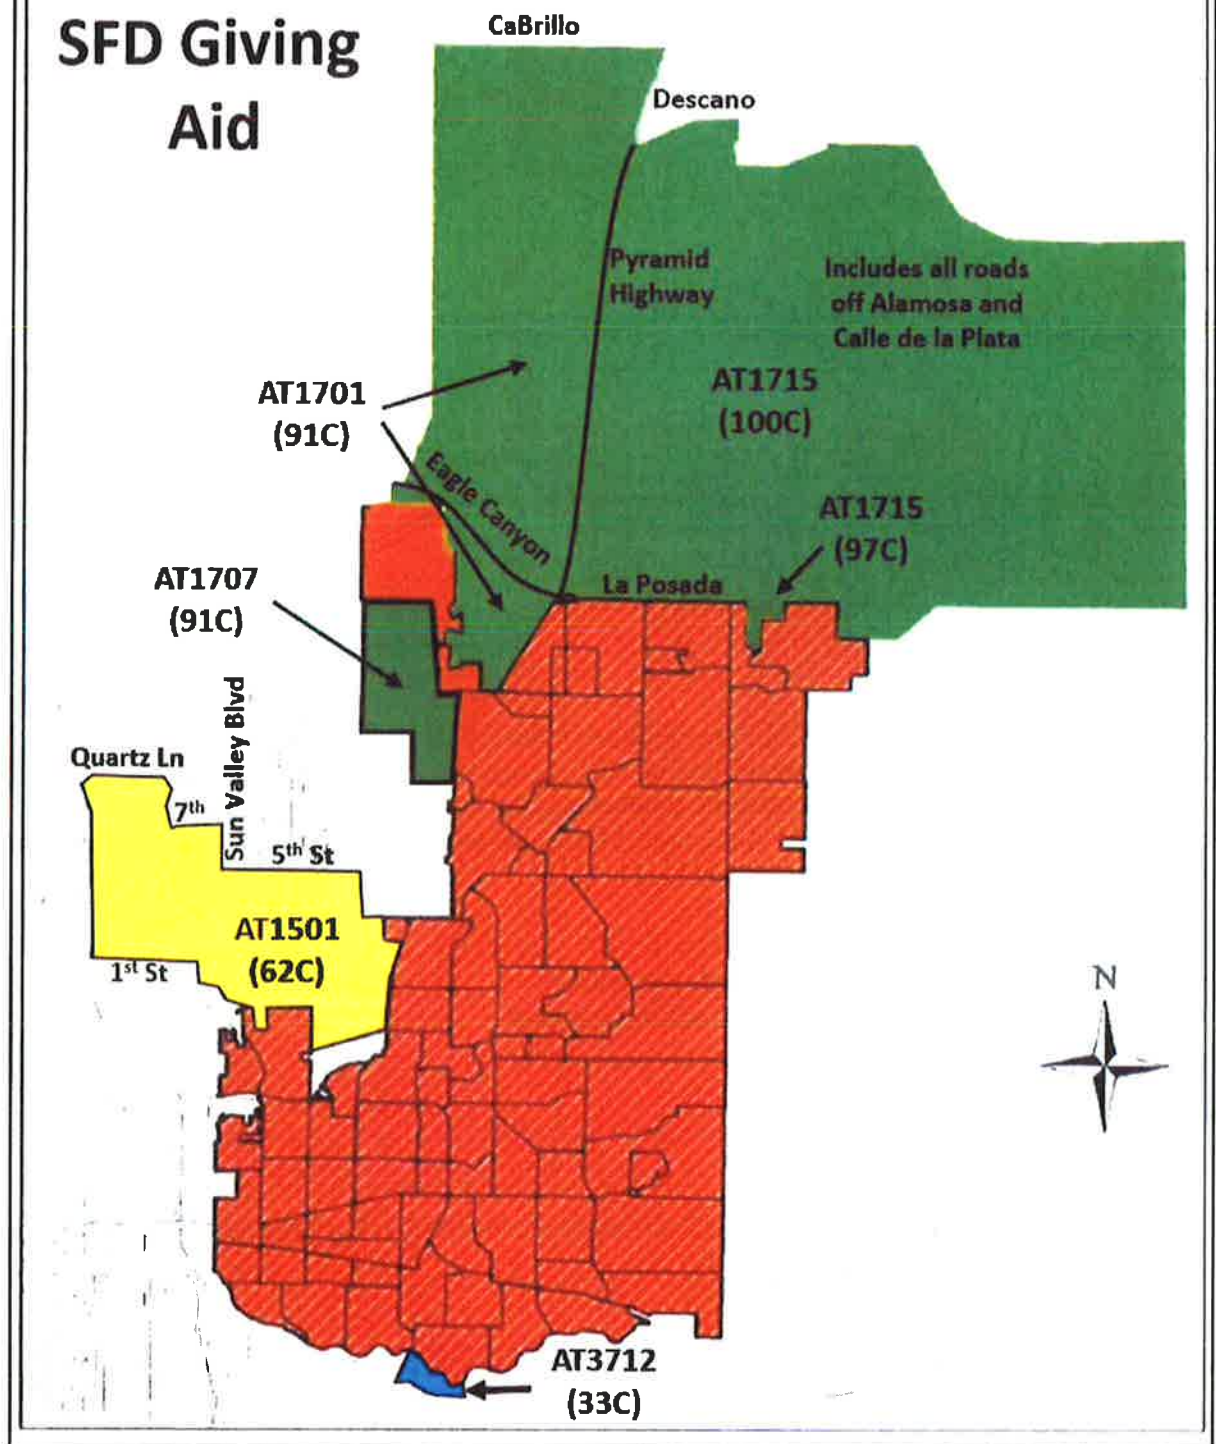 SFD Giving
Aid
CaBrillo
Descano
Pyramid
Highway
Includes all roads
off Alamosa and
Calle de la Plata
AT1701
(91C)
AT1715
(100C)
Eagle Canyon
AT1715
(97C)
La Posada
AT1707
(91C)
Sun Valley Blvd
Quartz Ln
7th
5th St
AT1501
(62C)
1st St
N
AT3712
(33C)